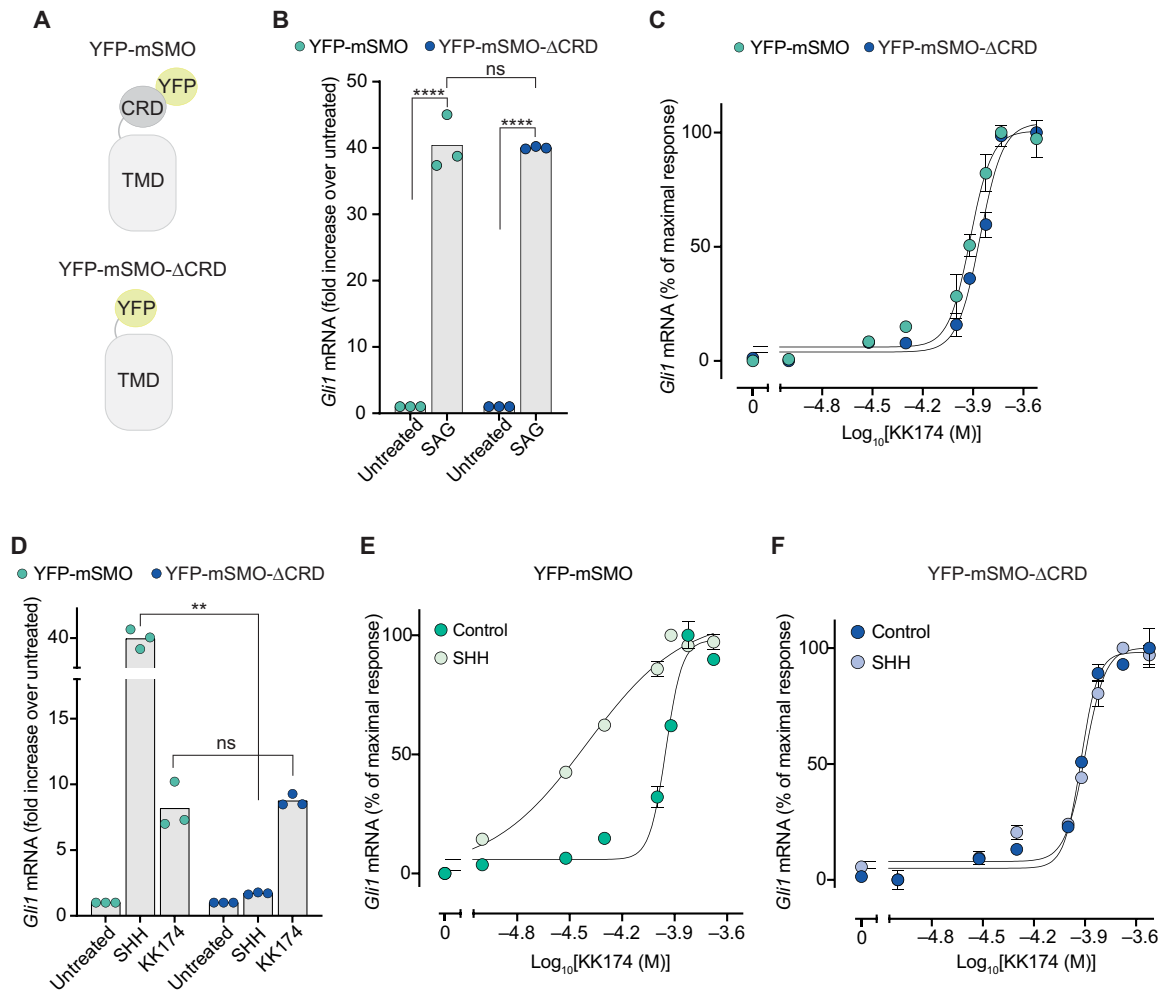 A
YFP-mSMO
YFP
CRD
TMD
YFP-mSMO-ΔCRD
YFP
TMD
B
YFP-mSMO YFP-mSMO-ΔCRD
ns
****
****
50
40
30
20
10
0
Gli1 mRNA (fold increase over untreated)
Untreated
SAG
Untreated
SAG
C
YFP-mSMO YFP-mSMO-ΔCRD
100
50
0
Gli1 mRNA (% of maximal response)
0 –4.8 –4.5 –4.2 –3.9 –3.6
Log10[KK174 (M)]
D
YFP-mSMO YFP-mSMO-ΔCRD
**
ns
40
15
10
5
0
Gli1 mRNA (fold increase over untreated)
Untreated
SHH
KK174
Untreated
SHH
KK174
E
YFP-mSMO
Control
SHH
100
50
0
Gli1 mRNA (% of maximal response)
0 –4.8 –4.5 –4.2 –3.9 –3.6
Log10[KK174 (M)]
F
YFP-mSMO-ΔCRD
Control
SHH
100
50
0
Gli1 mRNA (% of maximal response)
0 –4.8 –4.5 –4.2 –3.9 –3.6
Log10[KK174 (M)]